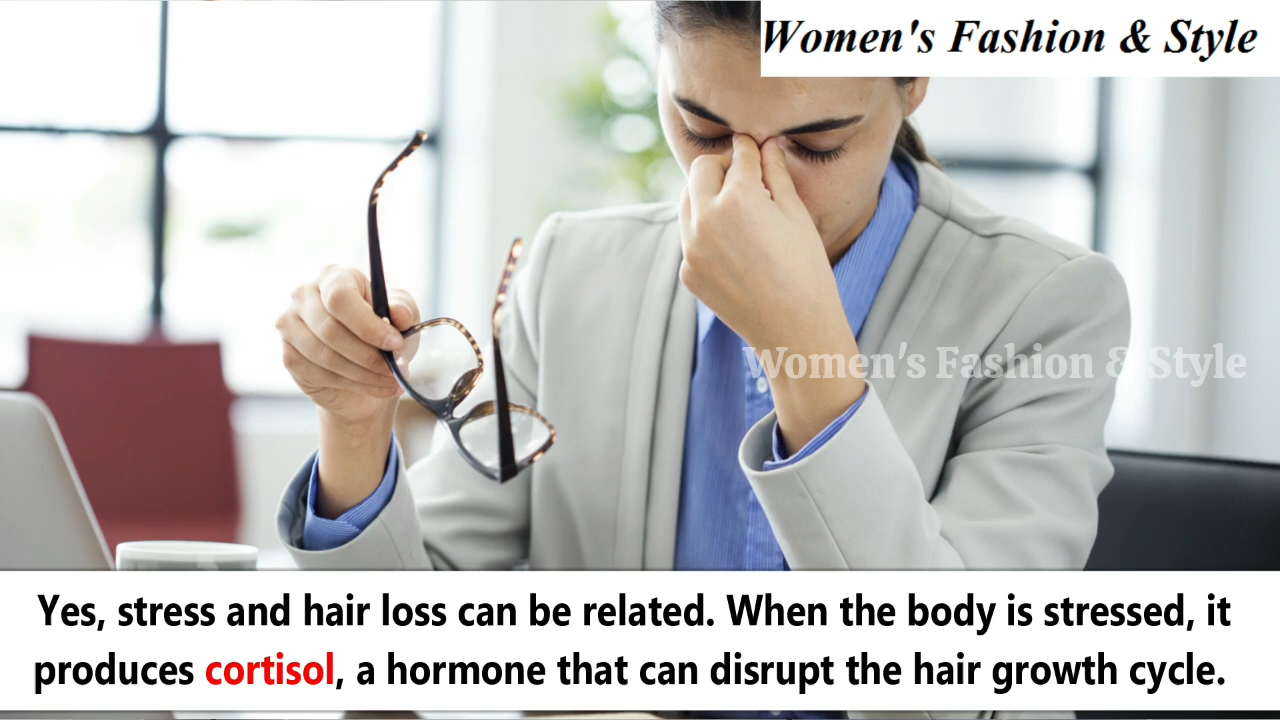 Women's Fashion & Style
Women's Fashion & Style
Yes, stress and hair loss can be related. When the body is stressed, it
produces cortisol, a hormone that can disrupt the hair growth cycle.